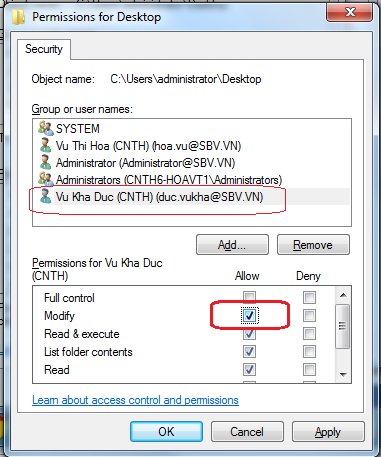 Permissions for Desktop
Security
Object name: C:\Users\administrator\Desktop
Group or user names:
SYSTEM
Vu Thi Hoa (CNTH) (hoa.vu@SBV.VN)
Administrator (Administrator@SBV.VN)
Administrators (CNTH6-HOAVT1\Administrators)
Vu Kha Duc (CNTH) (duc.vukha@SBV.VN)
Add... Remove
Permissions for Vu Kha Duc
(CNTH) Allow Deny
Full control
Modify
Read & execute
List folder contents
Read
Learn about access control and permissions
OK Cancel Apply